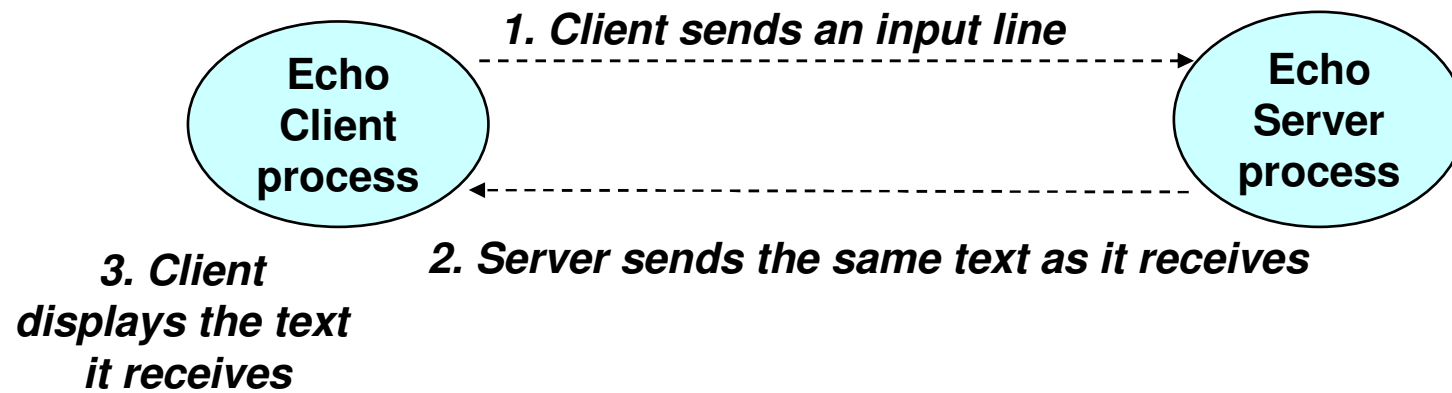 1. Client sends an input line
Echo
Client
process
Echo
Server
process
2. Server sends the same text as it receives
3. Client
displays the text
it receives